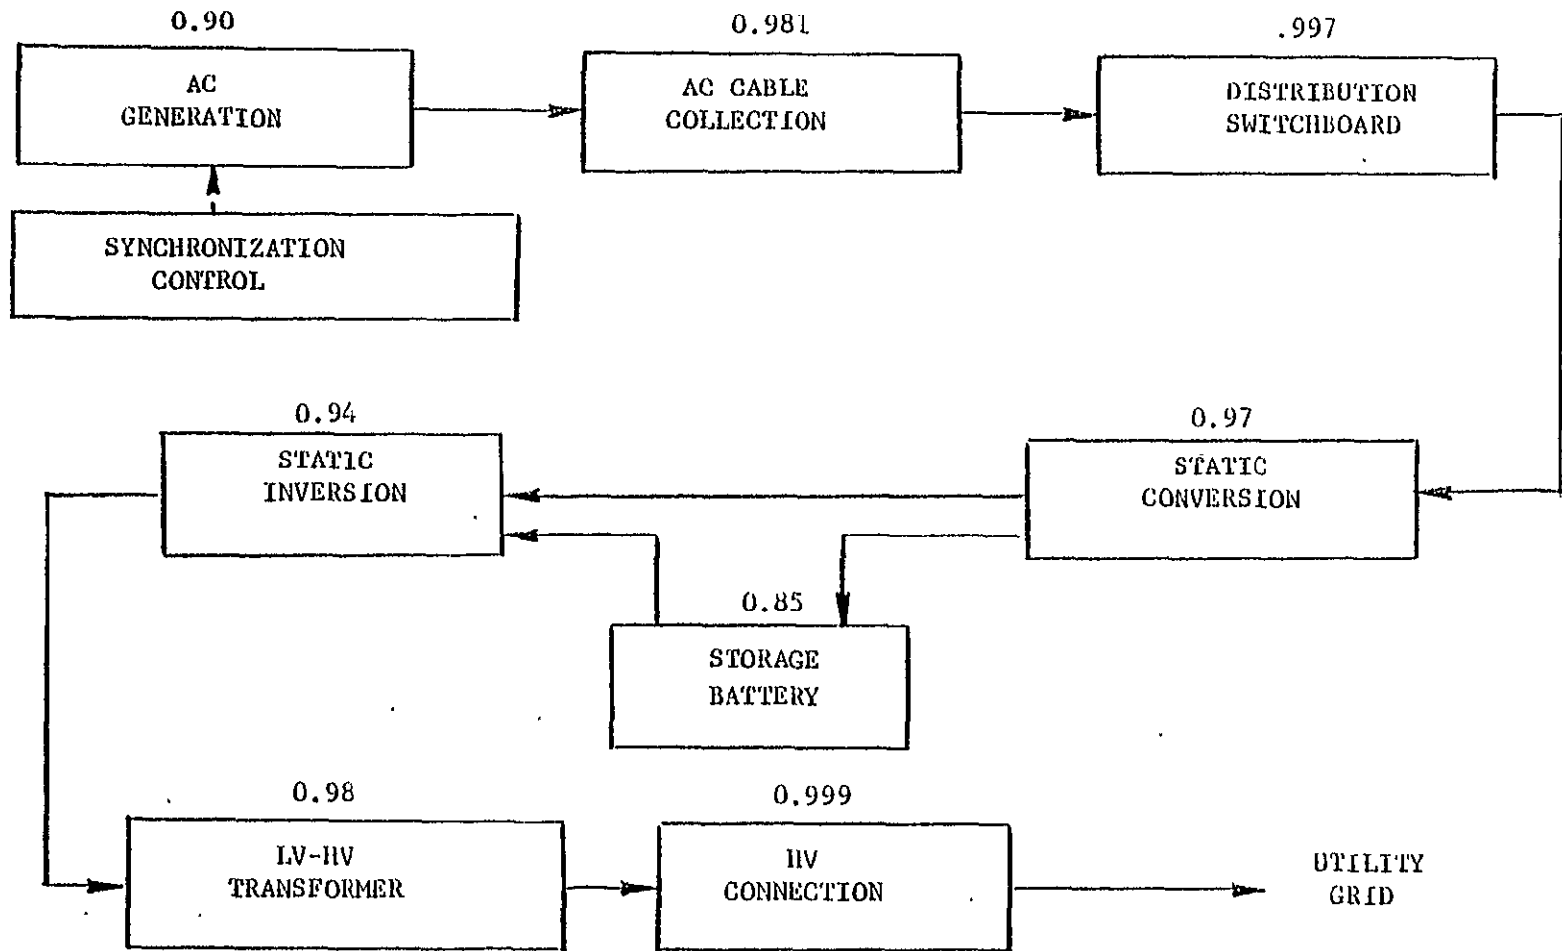 0.90
AC
GENERATION
0.981
AC CABLE
COLLECTION
.997
DISTRIBUTION
SWITCHBOARD
SYNCHRONIZATION
CONTROL
0.94
STATIC
INVERSION
0.97
STATIC
CONVERSION
0.85
STORAGE
BATTERY
0.98
LV-HV
TRANSFORMER
0.999
HV
CONNECTION
UTILITY
GRID